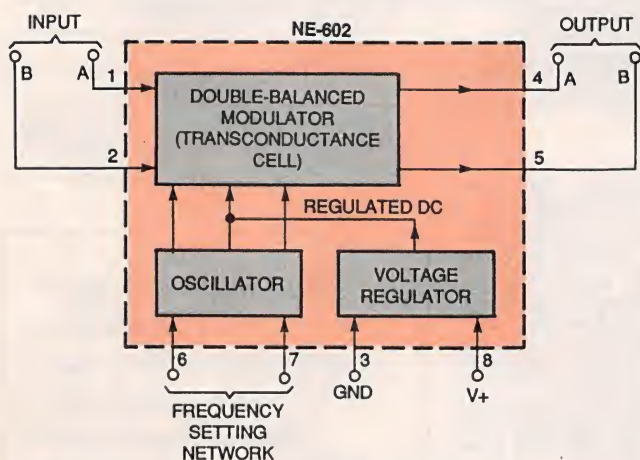 INPUT
OUTPUT
NE-602
B
A
1
4
A
B
DOUBLE-BALANCED
MODULATOR
(TRANSCONDUCTANCE
CELL)
2
5
REGULATED DC
OSCILLATOR
VOLTAGE
REGULATOR
6
7
3
8
GND
V+
FREQUENCY
SETTING
NETWORK